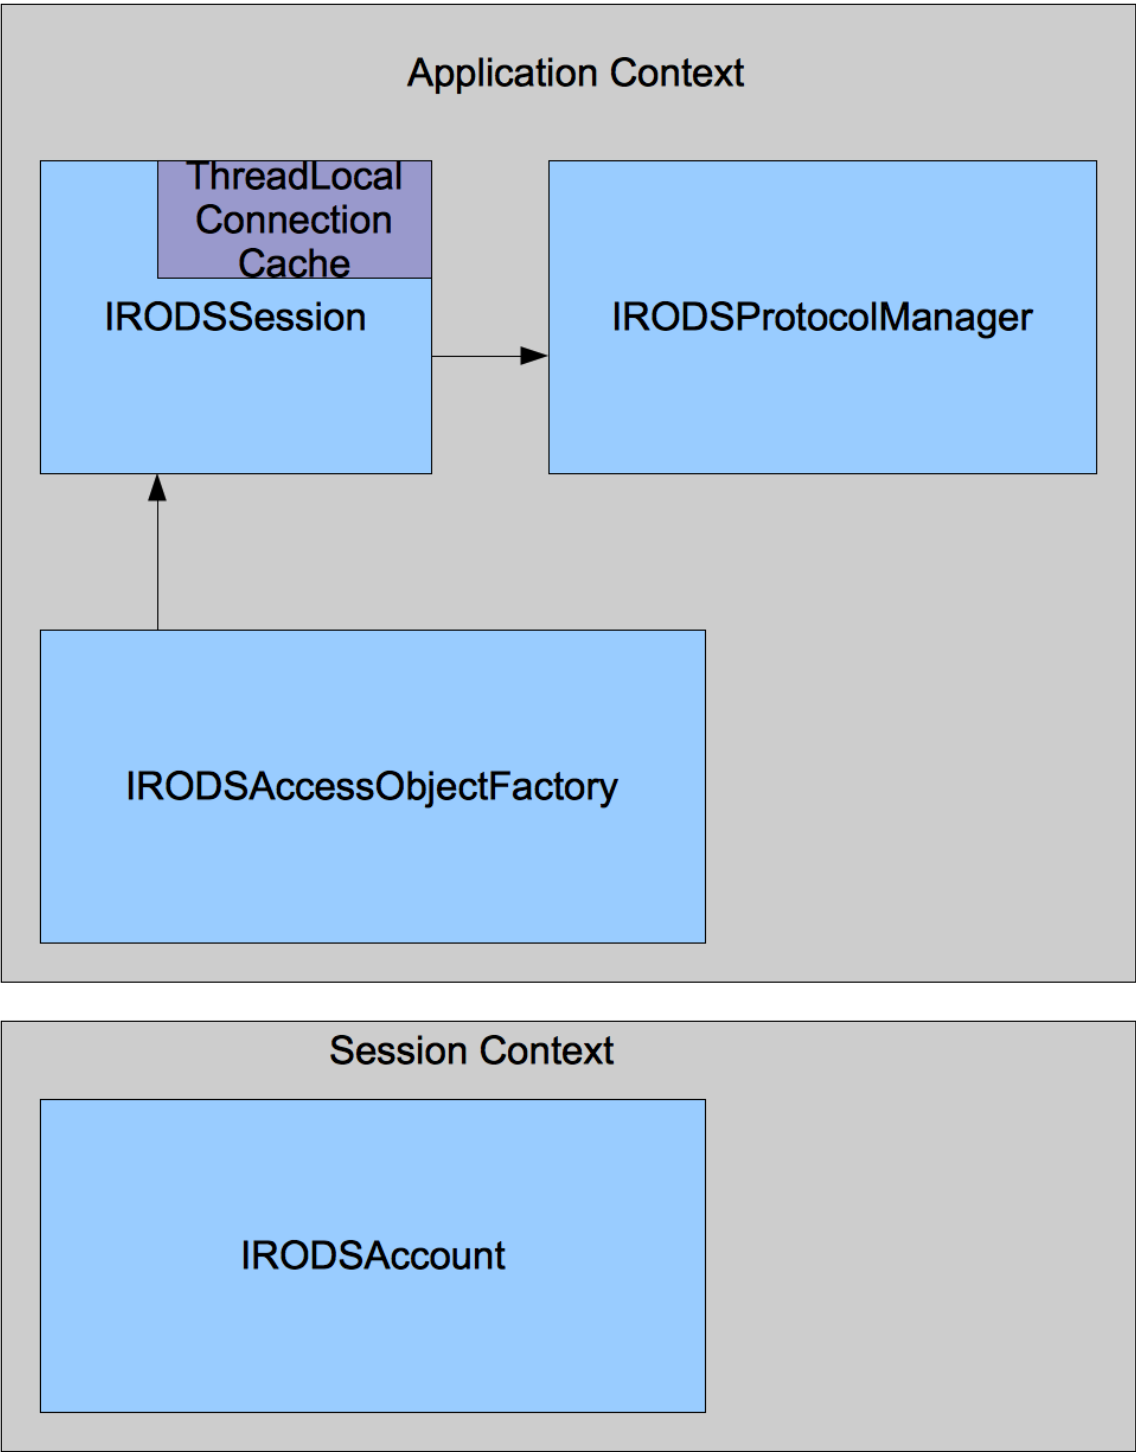 Application Context
ThreadLocal
Connection
Cache
IRODSSession
IRODSProtocolManager
IRODSAccessObjectFactory
Session Context
IRODSAccount